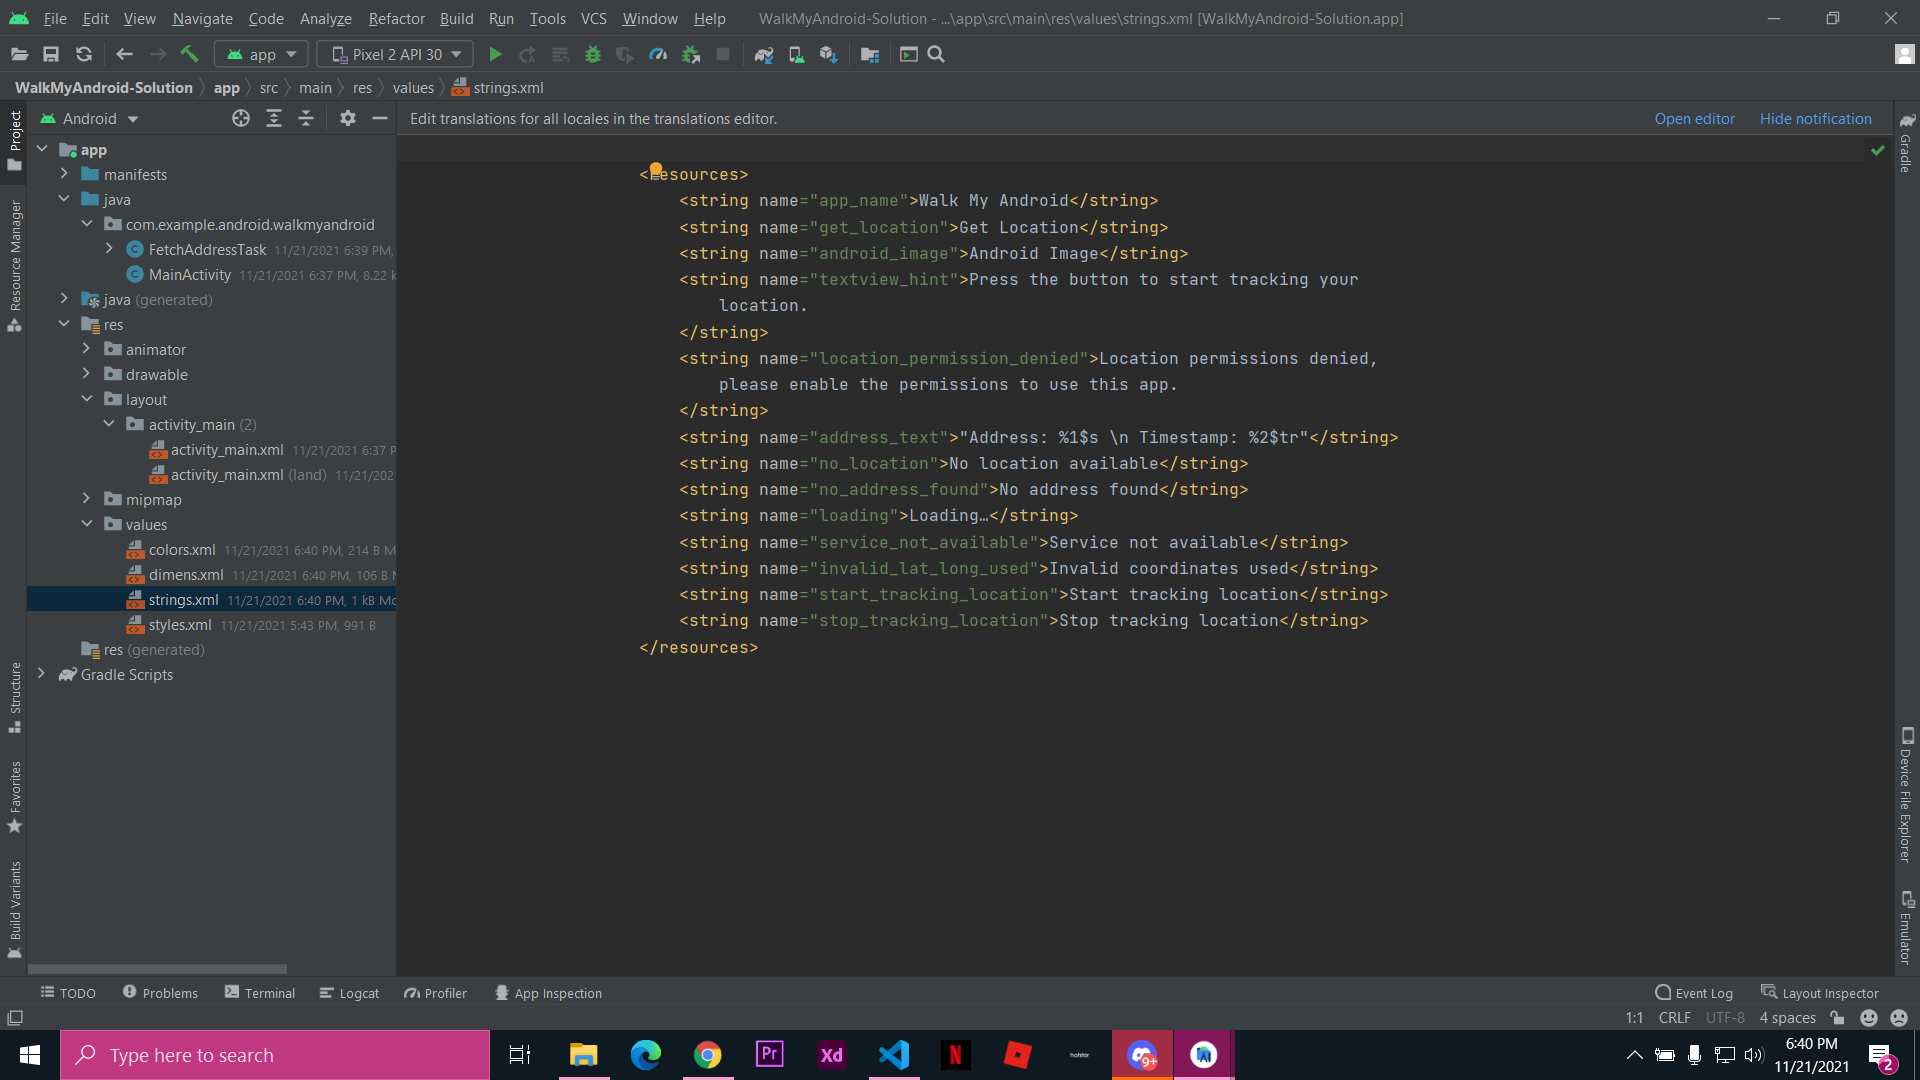 File Edit View Navigate Code Analyze Refactor Build Run Tools VCS Window Help WalkMyAndroid-Solution - ...\app\src\main\res\values\strings.xml [WalkMyAndroid-Solution.app]
app Pixel 2 API 30
WalkMyAndroid-Solution app src main res values strings.xml
Project
Resource Manager
Structure
Favorites
Build Variants
Android
app
manifests
java
com.example.android.walkmyandroid
FetchAddressTask 11/21/2021 6:39 PM,
MainActivity 11/21/2021 6:37 PM, 8.22 k
java (generated)
res
animator
drawable
layout
activity_main (2)
activity_main.xml 11/21/2021 6:37 P
activity_main.xml (land) 11/21/202
mipmap
values
colors.xml 11/21/2021 6:40 PM, 214 B M
dimens.xml 11/21/2021 6:40 PM, 106 B
strings.xml 11/21/2021 6:40 PM, 1 kB Mo
styles.xml 11/21/2021 5:43 PM, 991 B
res (generated)
Gradle Scripts
Edit translations for all locales in the translations editor. Open editor Hide notification
<resources>
<string name="app_name">Walk My Android</string>
<string name="get_location">Get Location</string>
<string name="android_image">Android Image</string>
<string name="textview_hint">Press the button to start tracking your
location.
</string>
<string name="location_permission_denied">Location permissions denied,
please enable the permissions to use this app.
</string>
<string name="address_text">"Address: %1$s \n Timestamp: %2$tr"</string>
<string name="no_location">No location available</string>
<string name="no_address_found">No address found</string>
<string name="loading">Loading…</string>
<string name="service_not_available">Service not available</string>
<string name="invalid_lat_long_used">Invalid coordinates used</string>
<string name="start_tracking_location">Start tracking location</string>
<string name="stop_tracking_location">Stop tracking location</string>
</resources>
Gradle
Device File Explorer
Emulator
TODO Problems Terminal Logcat Profiler App Inspection Event Log Layout Inspector
1:1 CRLF UTF-8 4 spaces
Type here to search
Pr Xd N hotstar 9+
6:40 PM
11/21/2021
2